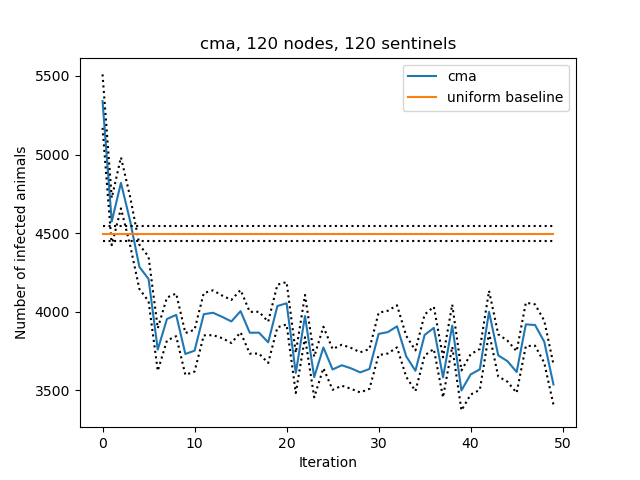 cma, 120 nodes, 120 sentinels
cma
uniform baseline
Number of infected animals
5500
5000
4500
4000
3500
0 10 20 30 40 50
Iteration